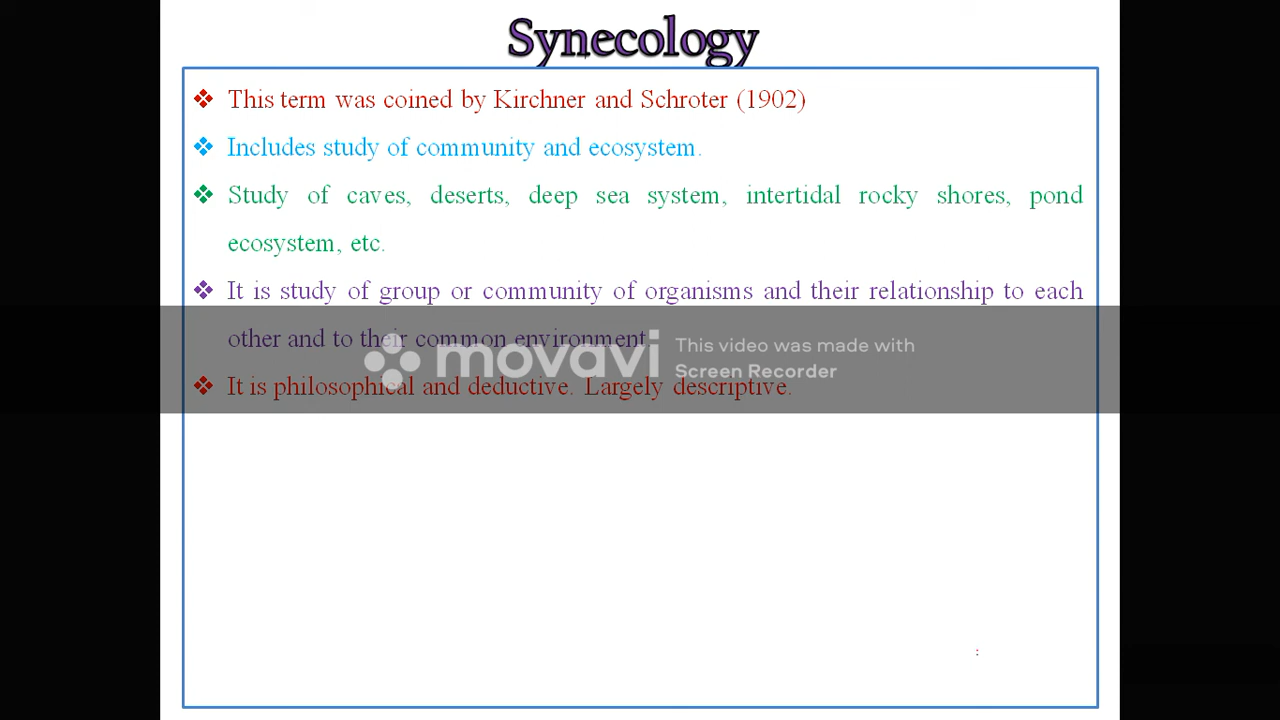 Synecology
This term was coined by Kirchner and Schroter (1902)
Includes study of community and ecosystem.
Study of caves, deserts, deep sea system, intertidal rocky shores, pond
ecosystem, etc.
It is study of group or community of organisms and their relationship to each
other and to their common environment
It is philosophical and deductive. Largely descriptive.
movavi
This video was made with
Screen Recorder
: